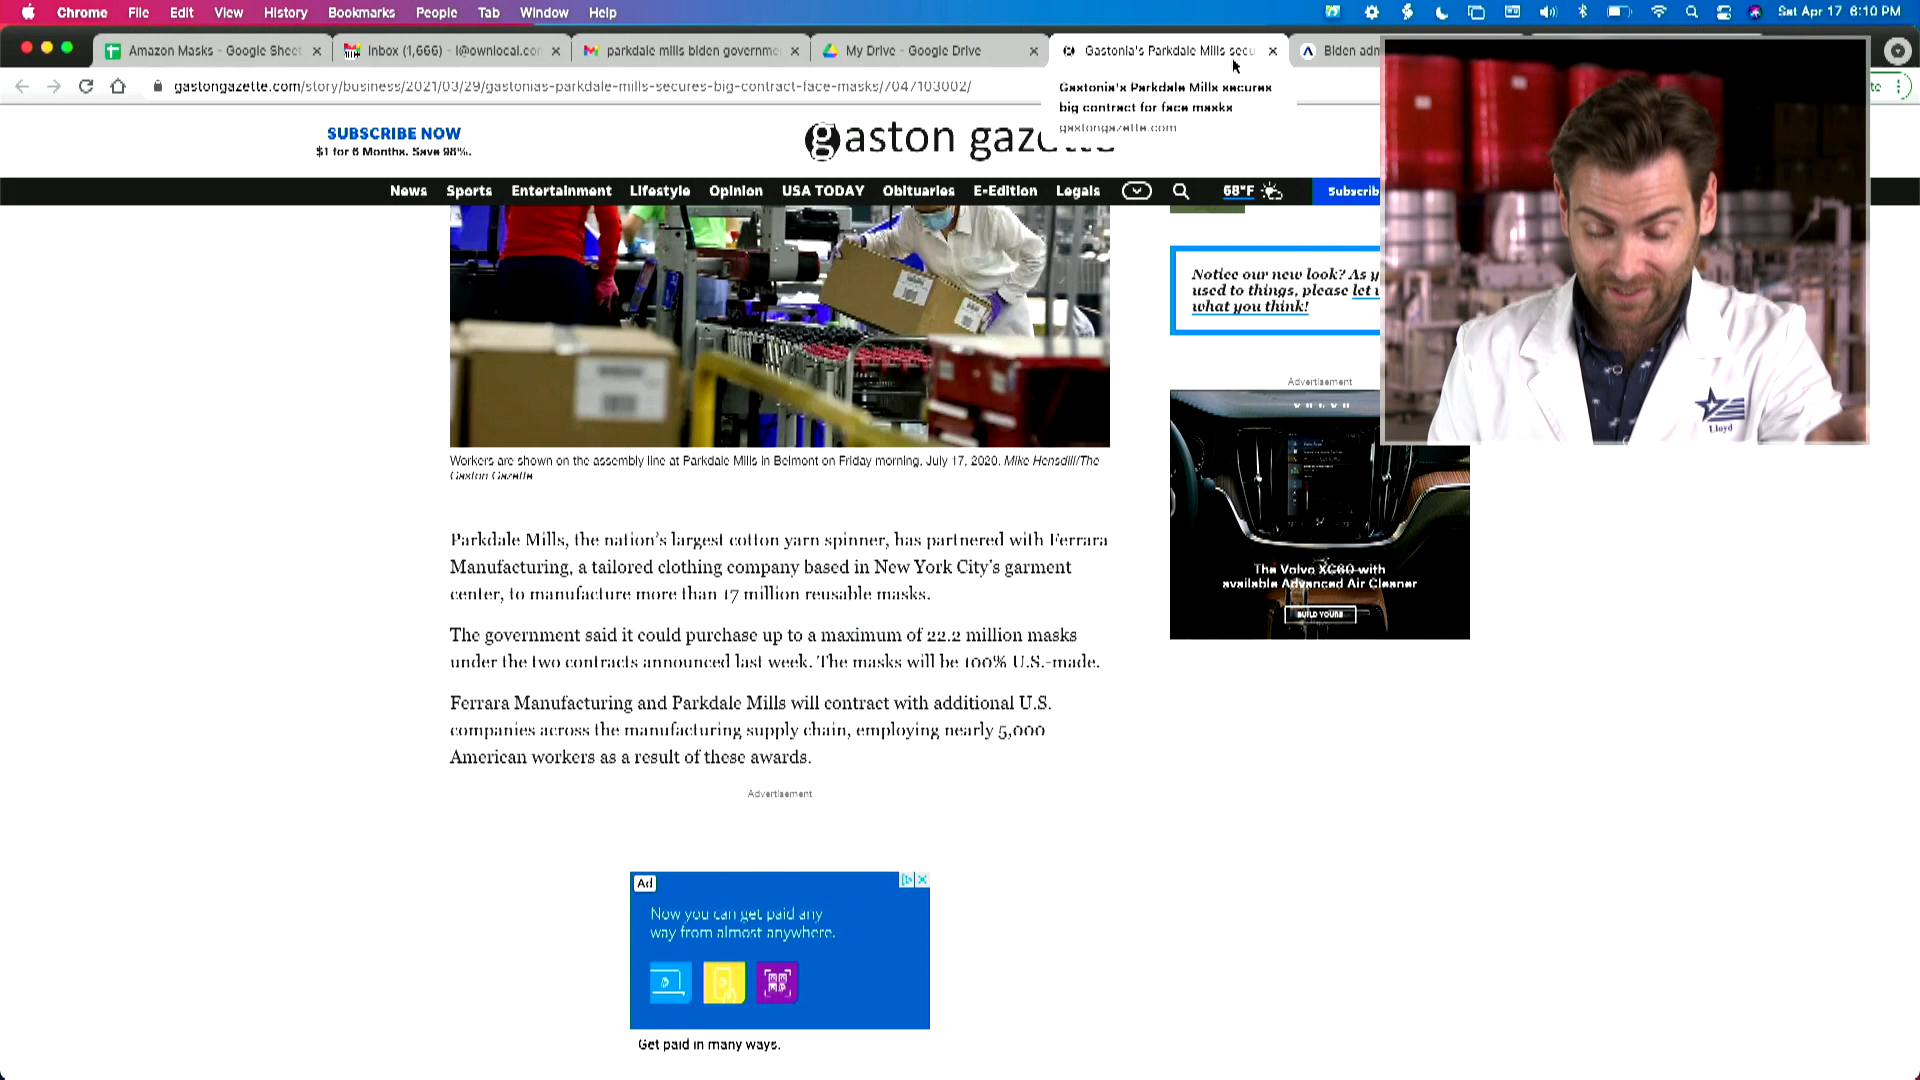 Chrome File Edit View History Bookmarks People Tab Window Help
Sat Apr 17 6:10 PM
Amazon Masks - Google Sheet
Inbox (1,666) - l@ownlocal.con
parkdale mills biden governme
My Drive - Google Drive
Gastonia's Parkdale Mills secu
Biden adn
gastongazette.com/story/business/2021/03/29/gastonias-parkdale-mills-secures-big-contract-face-masks/7047103002/
Gastonia's Parkdale Mills secures
big contract for face masks
gastongazette.com
SUBSCRIBE NOW
$1 for 6 Months. Save 98%.
gaston gazette
News Sports Entertainment Lifestyle Opinion USA TODAY Obituaries E-Edition Legals
68°F
Subscrib
Notice our new look? As y
used to things, please let u
what you think!
Advertisement
VOLVO
The Volvo XC60 with
available Advanced Air Cleaner
BUILD YOURS
Lloyd
Workers are shown on the assembly line at Parkdale Mills in Belmont on Friday morning, July 17, 2020. Mike Hensdill/The
Gaston Gazette
Parkdale Mills, the nation's largest cotton yarn spinner, has partnered with Ferrara
Manufacturing, a tailored clothing company based in New York City's garment
center, to manufacture more than 17 million reusable masks.
The government said it could purchase up to a maximum of 22.2 million masks
under the two contracts announced last week. The masks will be 100% U.S.-made.
Ferrara Manufacturing and Parkdale Mills will contract with additional U.S.
companies across the manufacturing supply chain, employing nearly 5,000
American workers as a result of these awards.
Advertisement
Ad
Now you can get paid any
way from almost anywhere.
Get paid in many ways.